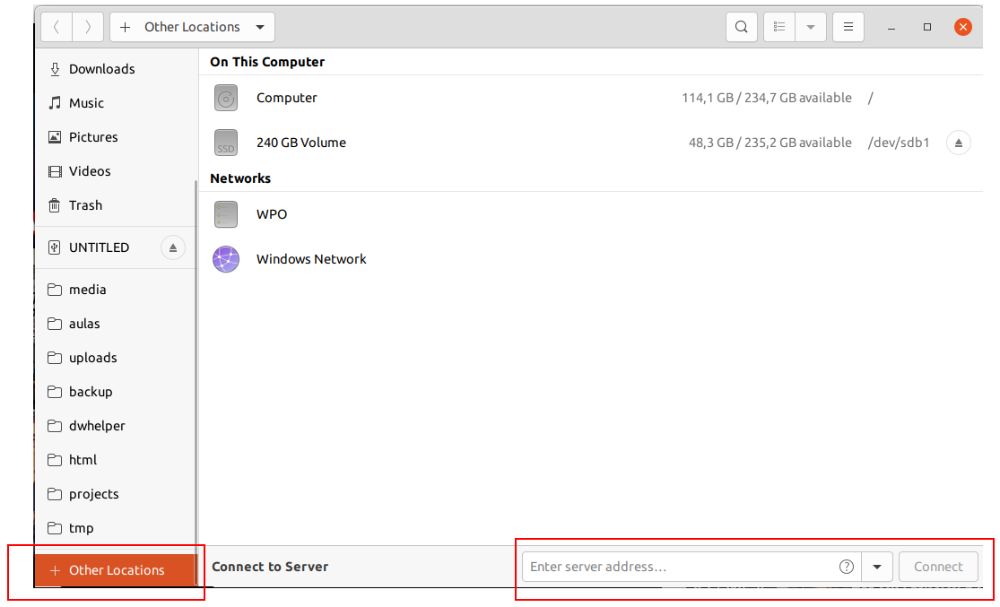 Other Locations
Downloads
Music
Pictures
Videos
Trash
UNTITLED
media
aulas
uploads
backup
dwhelper
html
projects
tmp
Other Locations
On This Computer
Computer 114,1 GB / 234,7 GB available /
SSD 240 GB Volume 48,3 GB / 235,2 GB available /dev/sdb1
Networks
WPO
Windows Network
Connect to Server Enter server address... ? Connect